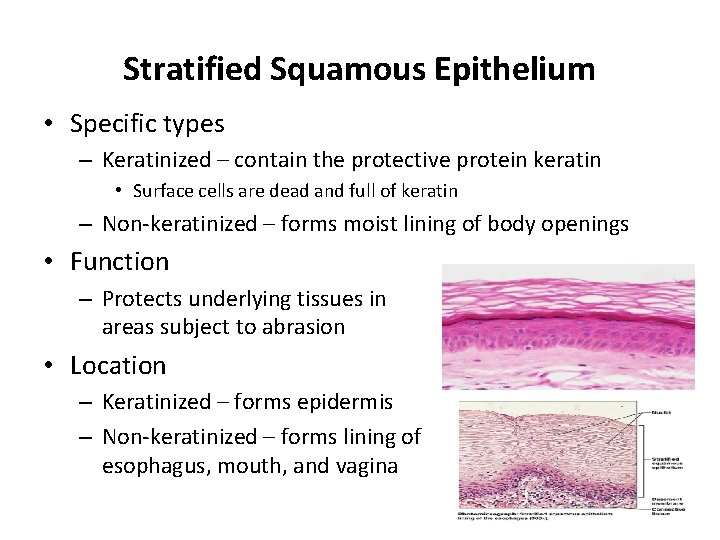 Stratified Squamous Epithelium
• Specific types
– Keratinized – contain the protective protein keratin
• Surface cells are dead and full of keratin
– Non-keratinized – forms moist lining of body openings
• Function
– Protects underlying tissues in
areas subject to abrasion
• Location
– Keratinized – forms epidermis
– Non-keratinized – forms lining of
esophagus, mouth, and vagina
Nuclei
Stratified
squamous
epithelium
Basement
membrane
Connective
tissue
Photomicrograph: Stratified squamous epithelium
lining of the esophagus